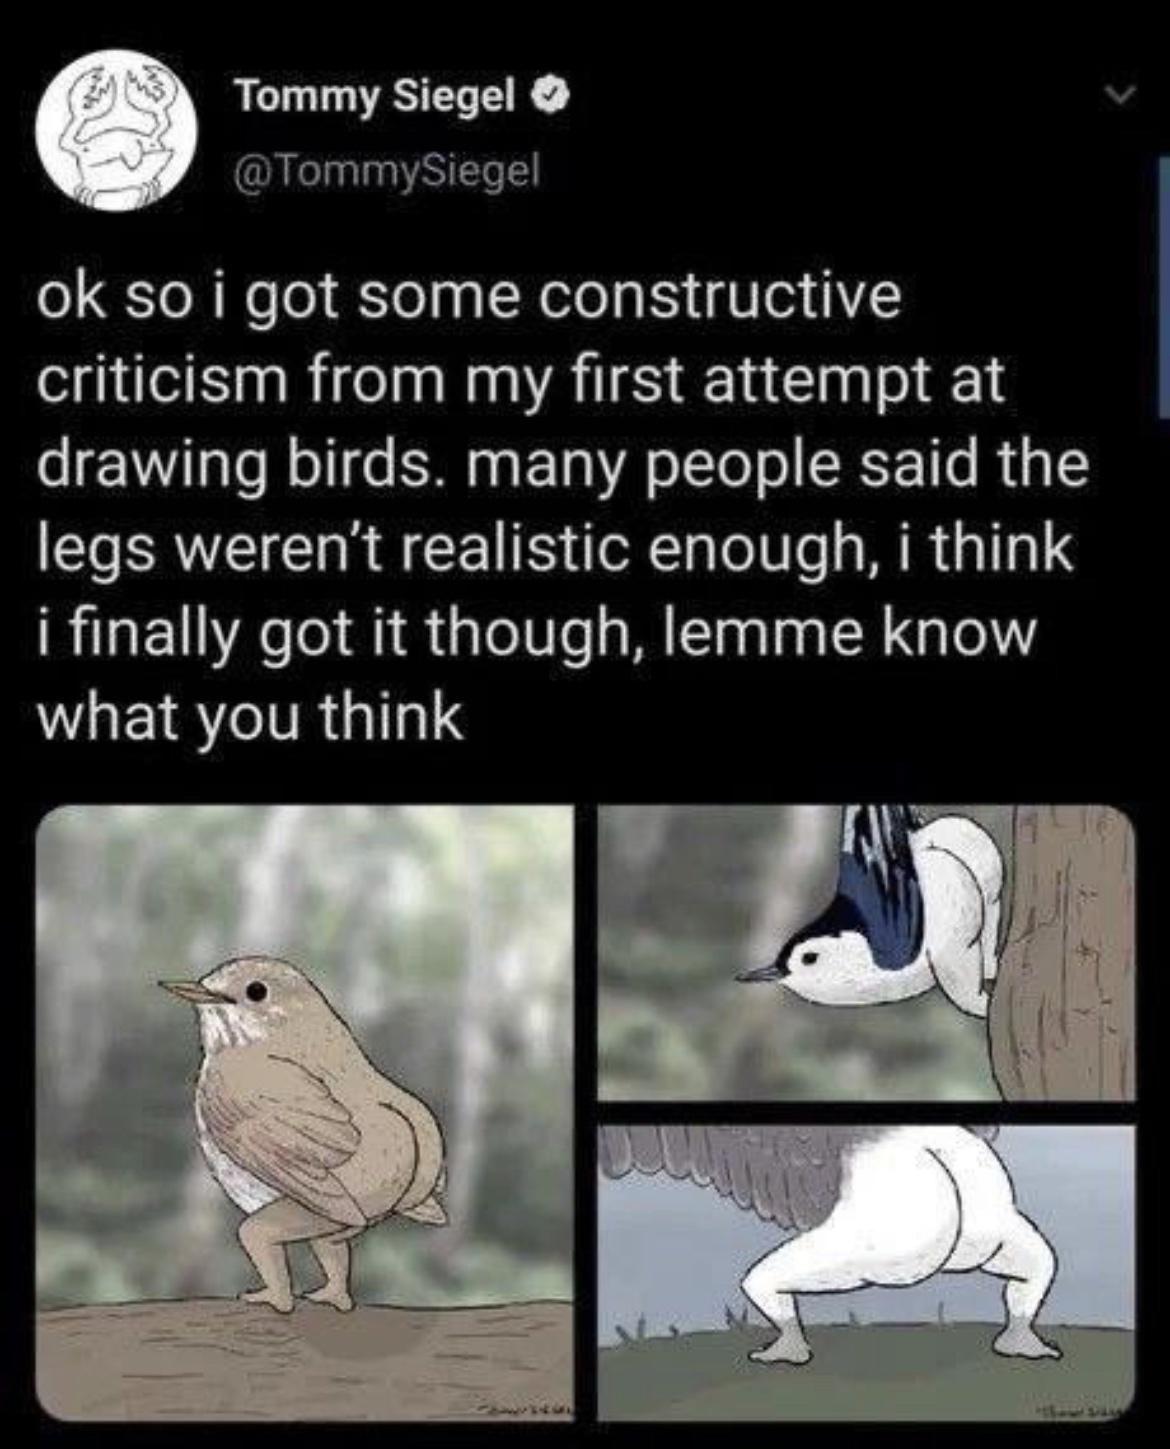 Tommy Siegel
@TommySiegel
ok so i got some constructive
criticism from my first attempt at
drawing birds. many people said the
legs weren't realistic enough, i think
i finally got it though, lemme know
what you think